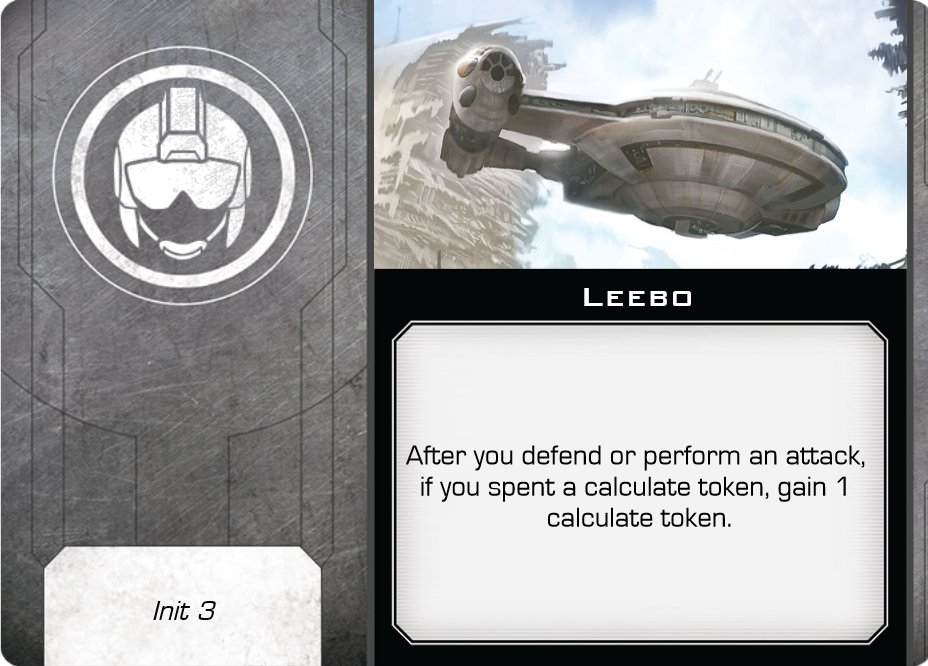 Leebo
After you defend or perform an attack,
if you spent a calculate token, gain 1
calculate token.
Init 3